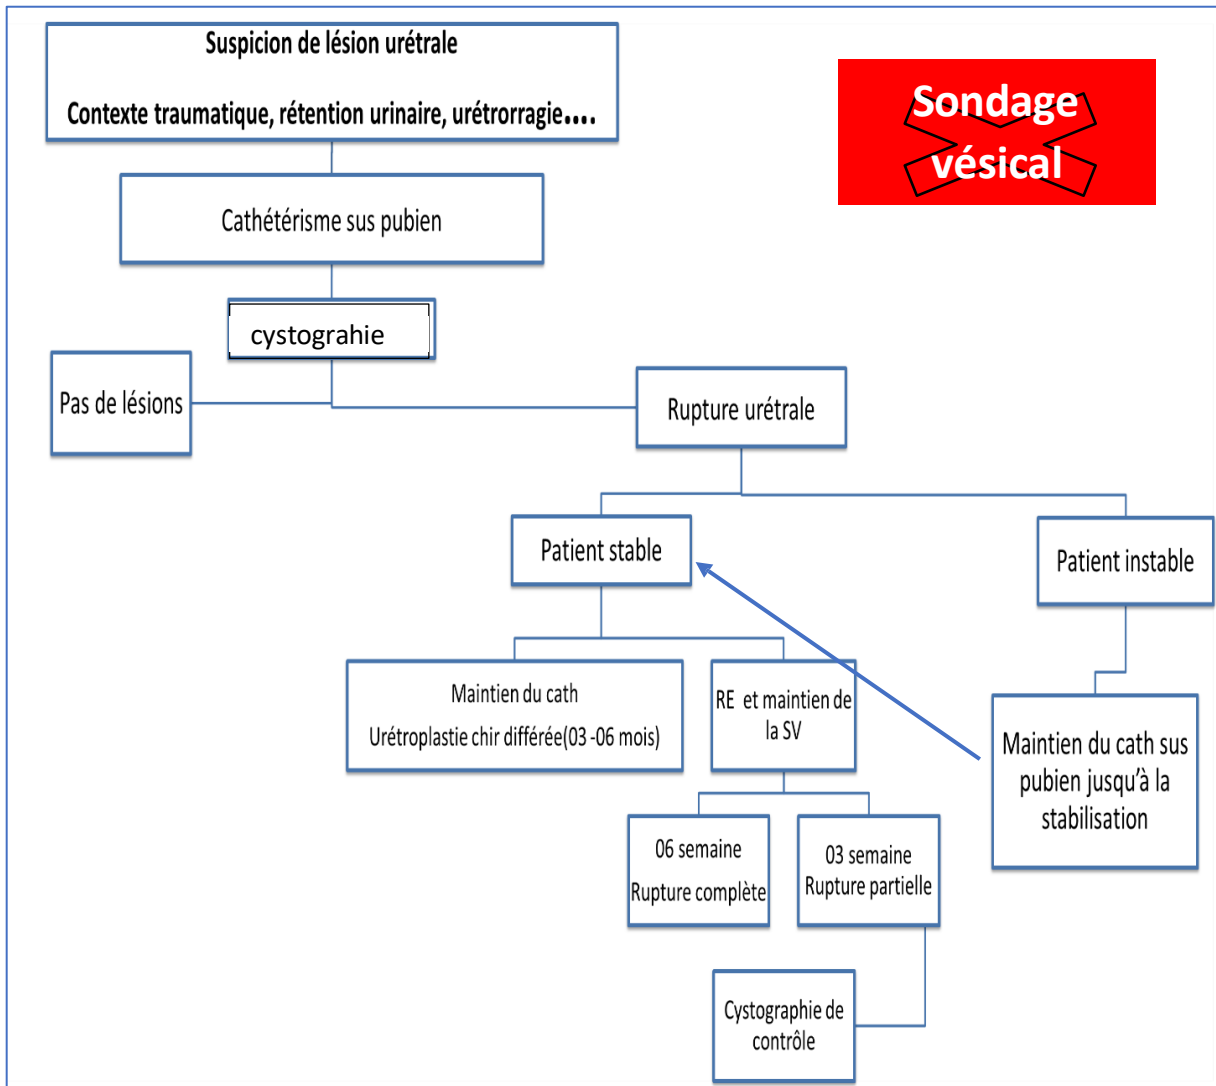 Suspicion de lésion urétrale
Contexte traumatique, rétention urinaire, urétrorragie....
Sondage
vésical
Cathétérisme sus pubien
cystograhie
Pas de lésions
Rupture urétrale
Patient stable
Patient instable
Maintien du cath
Urétroplastie chir différée(03 -06 mois)
RE et maintien de
la SV
Maintien du cath sus
pubien jusqu’à la
stabilisation
06 semaine
Rupture complète
03 semaine
Rupture partielle
Cystographie de
contrôle